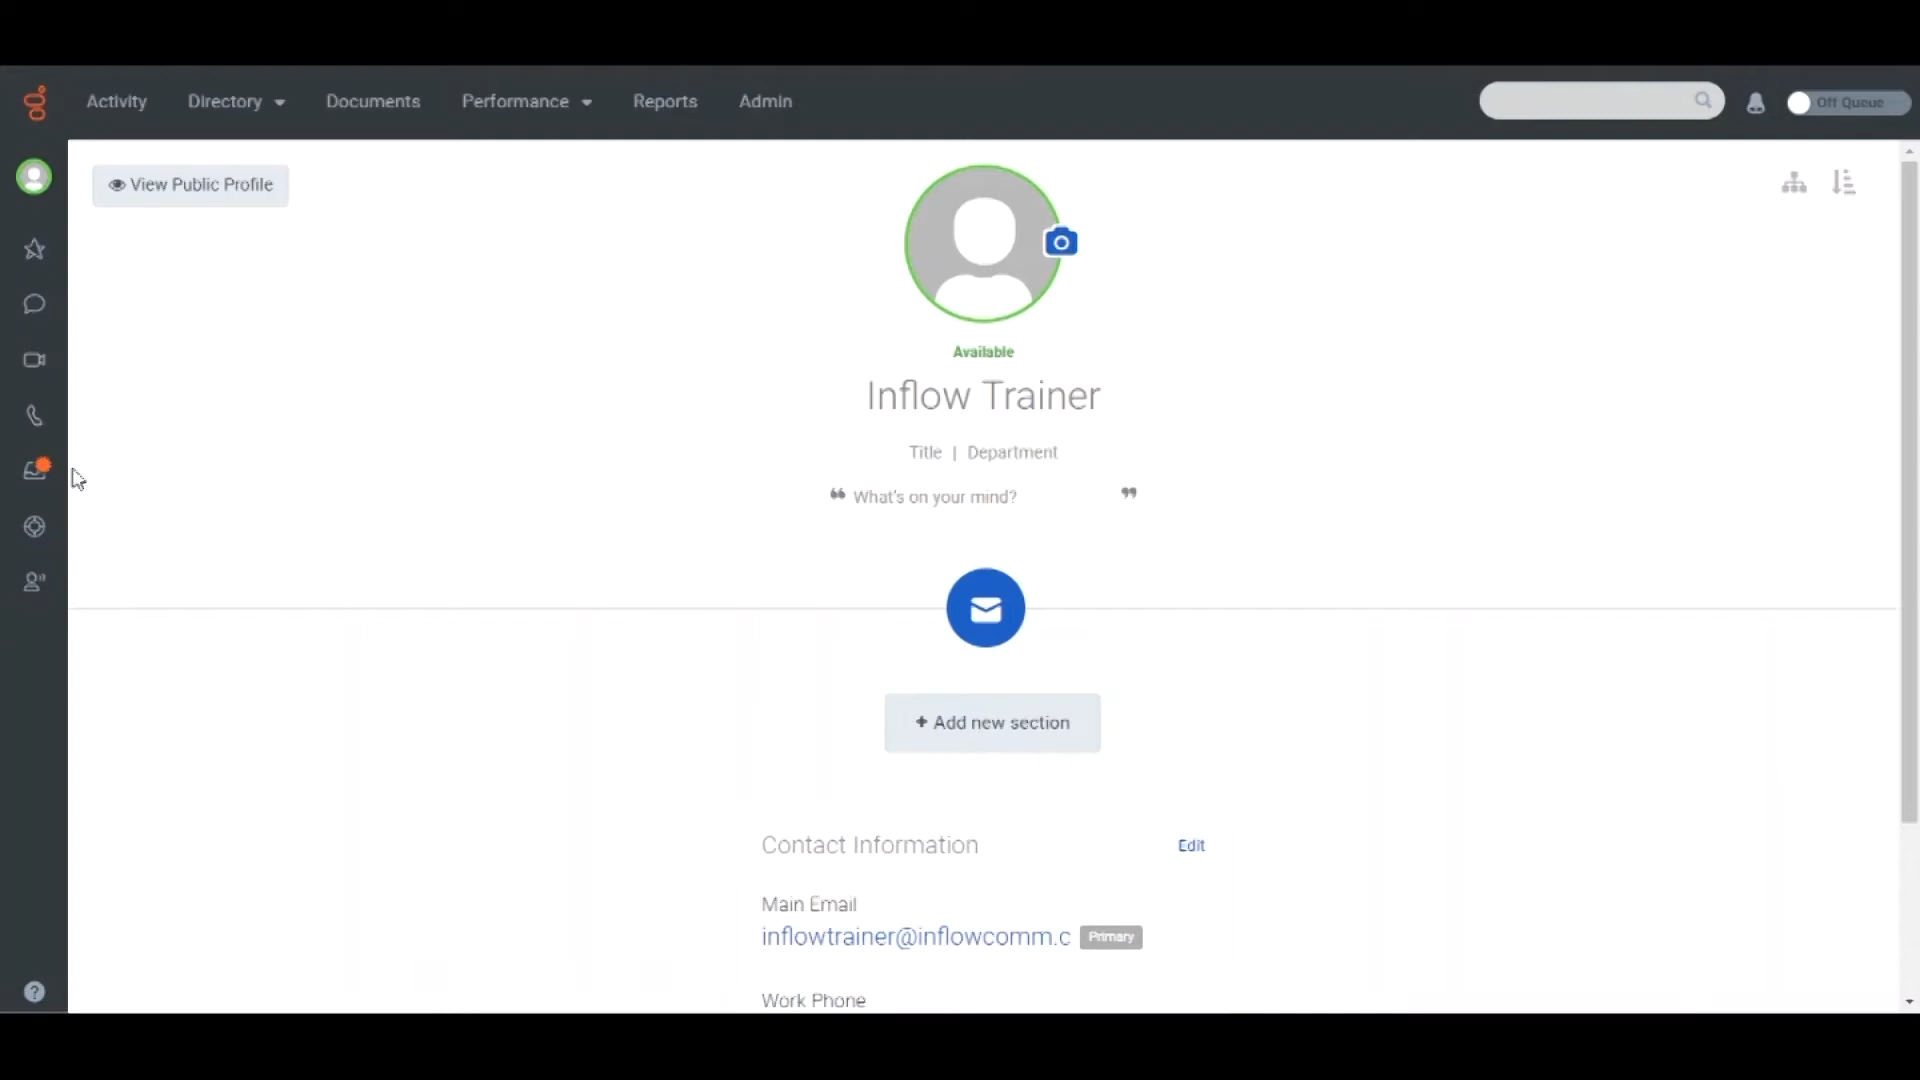 Activity Directory Documents Performance Reports Admin Off Queue
View Public Profile
Available
Inflow Trainer
Title | Department
❝ What's on your mind? ❞
+ Add new section
Contact Information Edit
Main Email
inflowtrainer@inflowcomm.c Primary
Work Phone
?